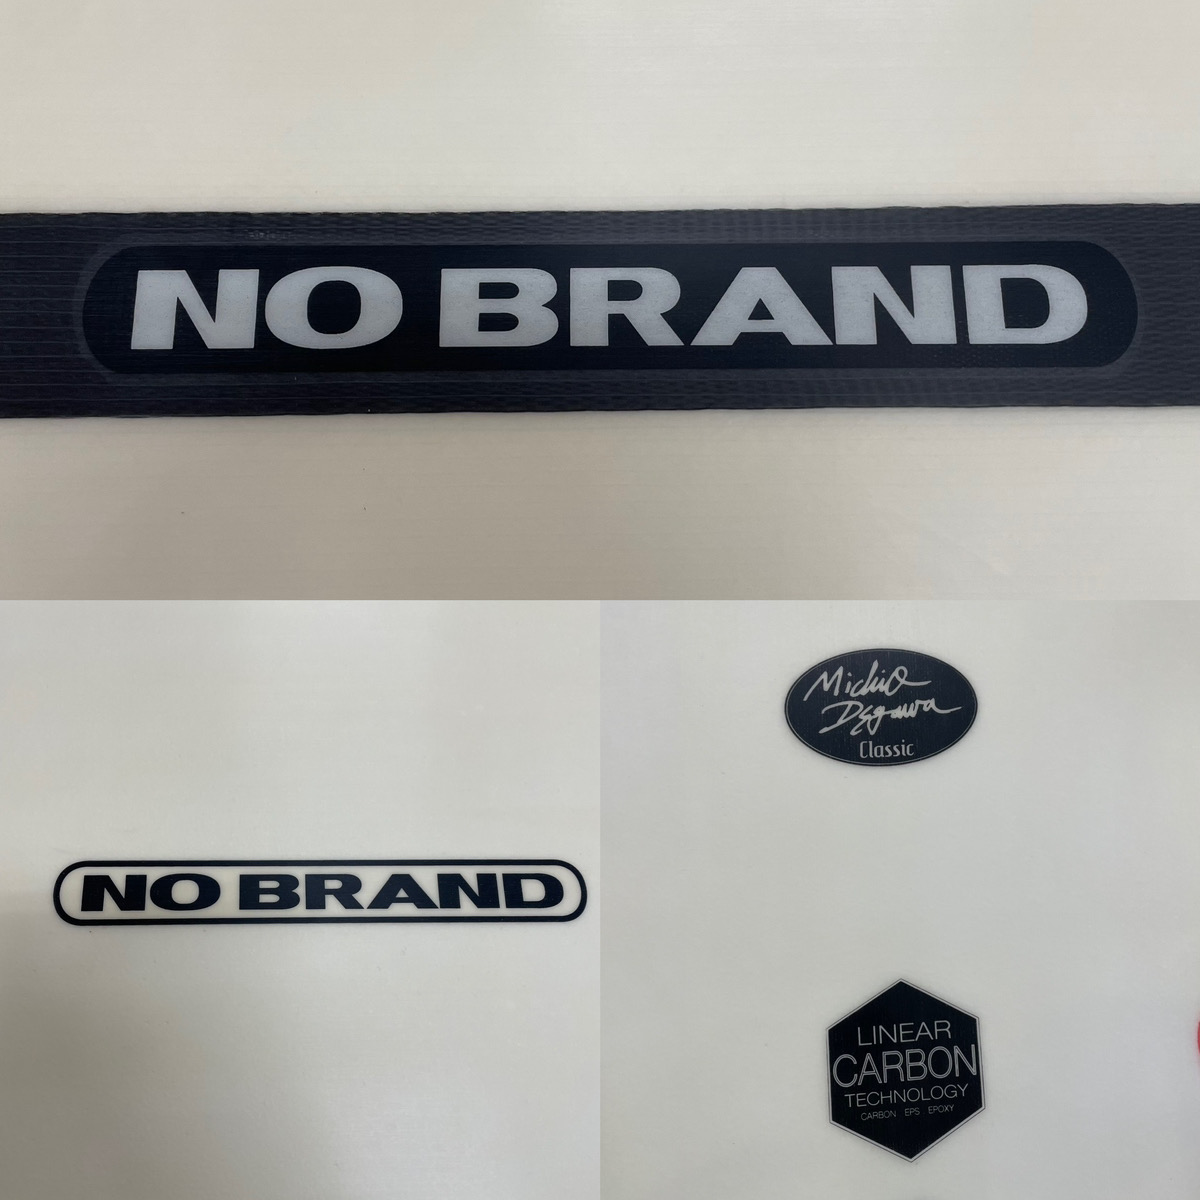 NO BRAND
NO BRAND
Michio
Degawa
Classic
LINEAR
CARBON
TECHNOLOGY
CARBON EPS EPOXY